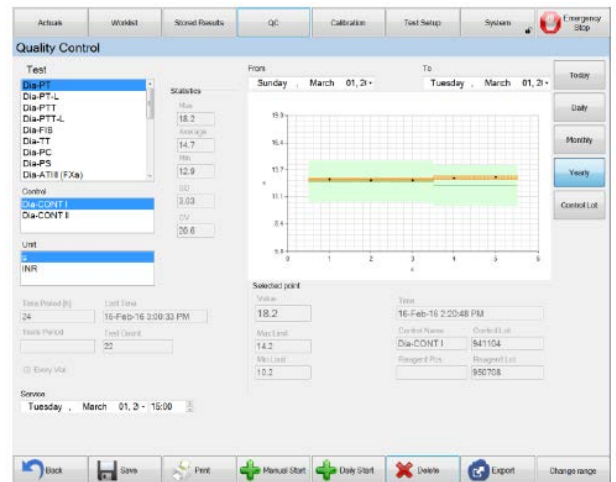 Actuals
Worklist
Stored Results
QC
Calibration
Test Setup
System
Emergency Stop
Quality Control
Test
Dia-PT
Dia-PT-L
Dia-PTT
Dia-PTT-L
Dia-FIB
Dia-TT
Dia-PC
Dia-PS
Dia-ATIII (FXa)
Control
Dia-CONT I
Dia-CONT II
Unit
s
INR
Statistics
Max
18.2
Average
14.7
Min
12.9
SD
3.03
CV
20.6
From
Sunday , March 01, 2
To
Tuesday , March 01, 2
16.4
13.7
11.1
0 1 2 3 4 5 6
Today
Daily
Monthly
Yearly
Control Lot
Time Period [h]
24
Last Time
16-Feb-16 3:00:33 PM
Tests Period
Test Count
22
Every Vial
Service
Tuesday , March 01, 2 - 15:00
Selected point
Value
18.2
Time
16-Feb-16 2:20:48 PM
Max Limit
14.2
Control Name
Dia-CONT I
Control Lot
941104
Min Limit
10.2
Reagent Pos.
Reagent Lot
950708
Back
Save
Print
Manual Start
Daily Start
Delete
Export
Change range